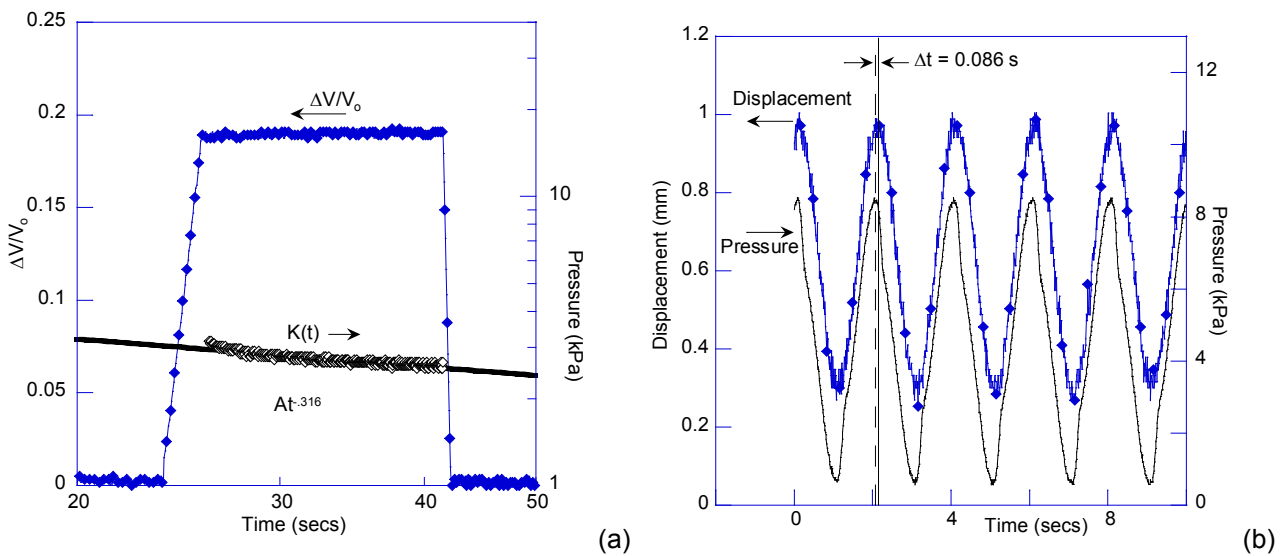 0.25
0.2
0.15
0.1
0.05
0
ΔV/Vo
ΔV/Vo
K(t)
At-.316
10
1
Pressure (kPa)
20
30
40
50
Time (secs)
(a)
1.2
1
0.8
0.6
0.4
0.2
0
Displacement (mm)
Δt = 0.086 s
Displacement
Pressure
12
8
4
0
Pressure (kPa)
0
4
8
Time (secs)
(b)